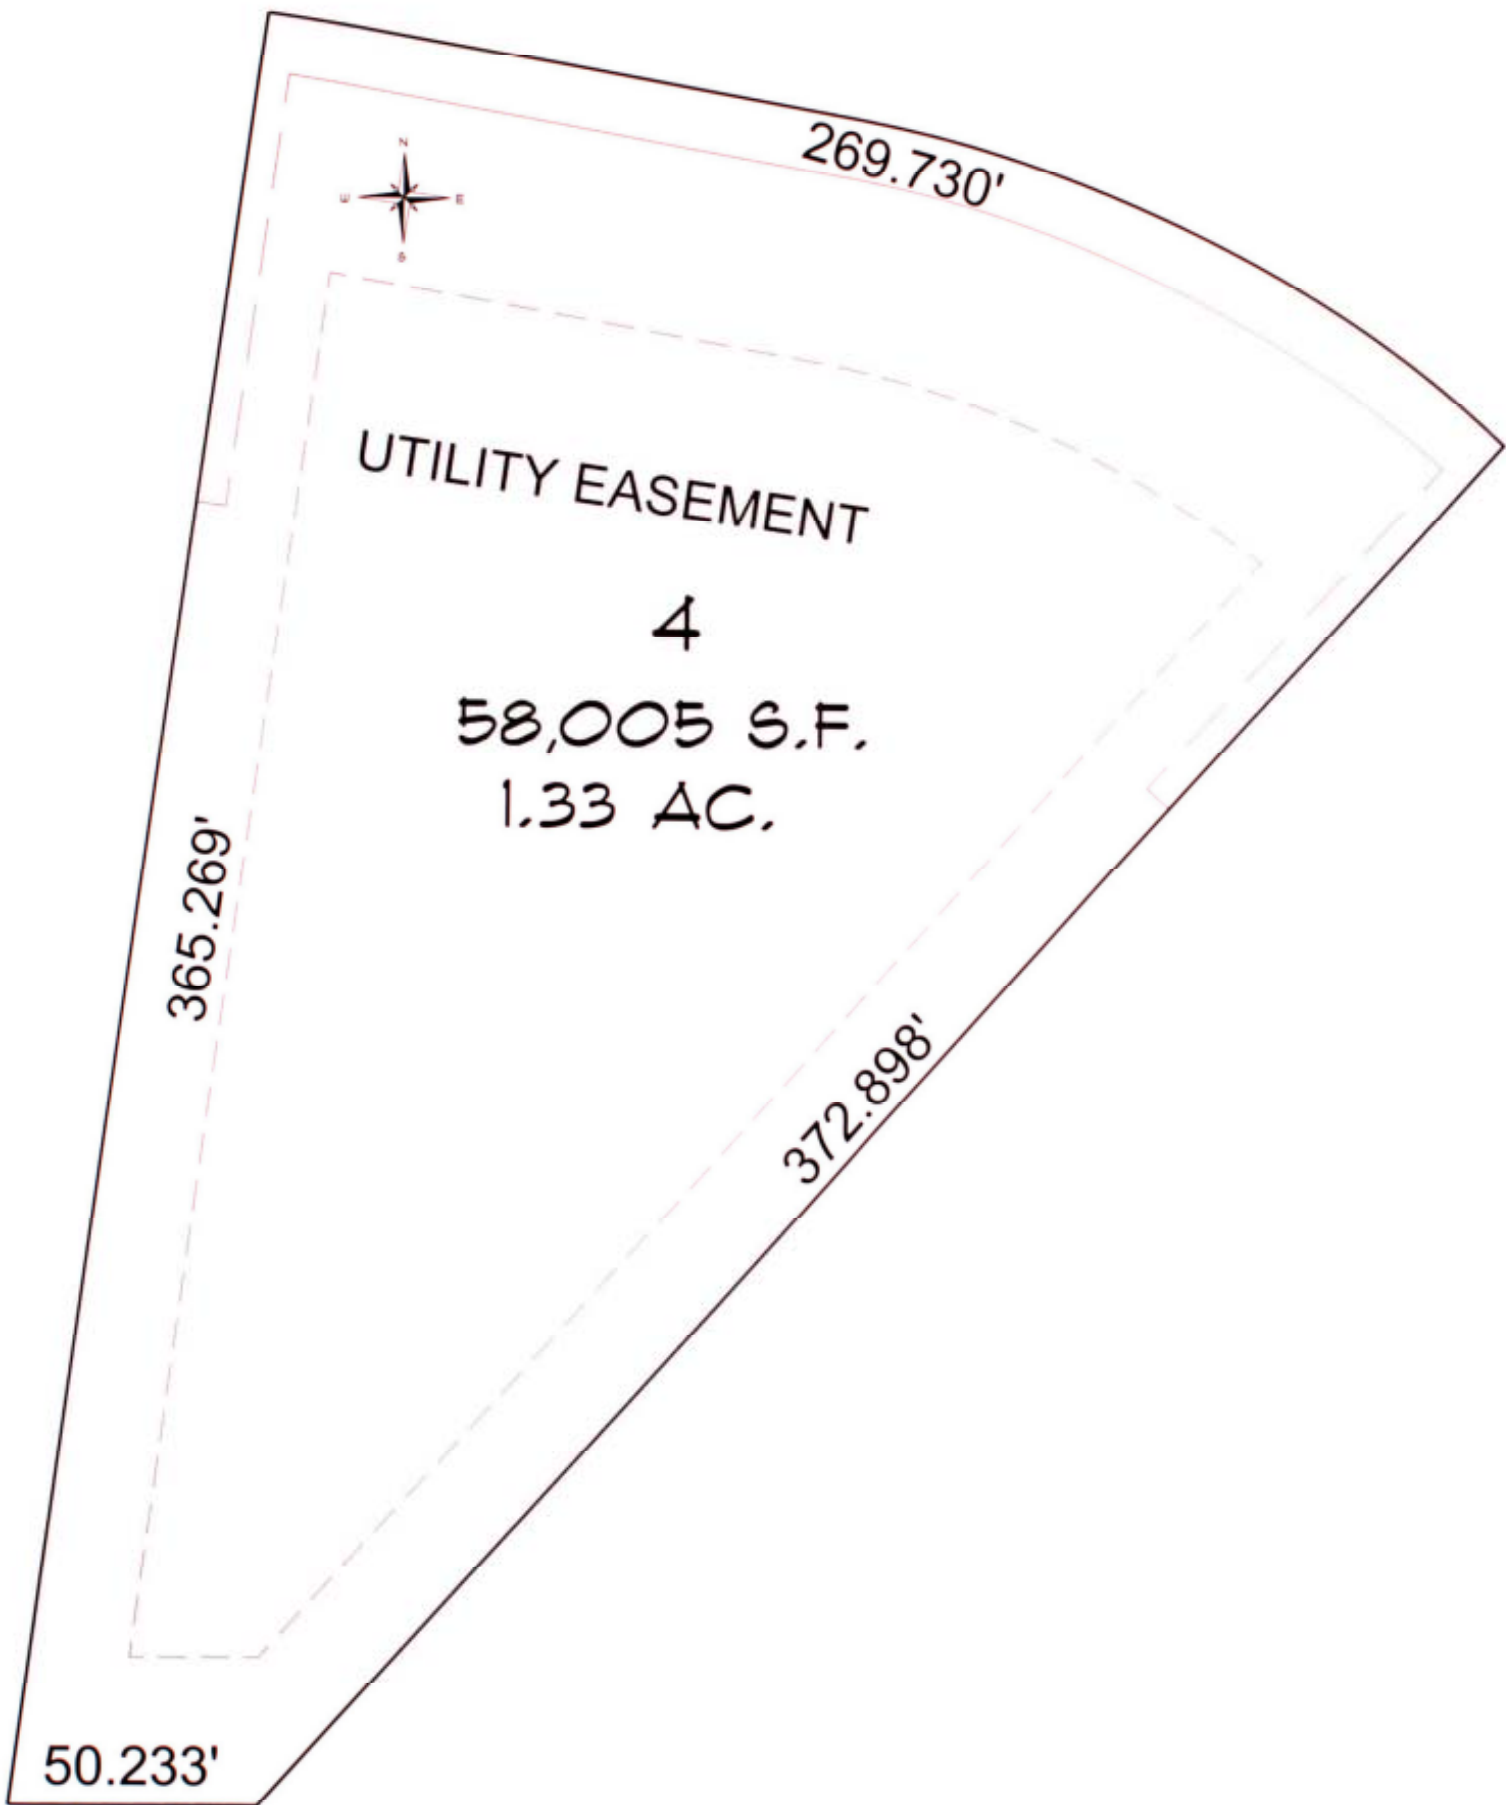 N
W E
S
269.730'
UTILITY EASEMENT
4
58,005 S.F.
1.33 AC.
365.269'
372.898'
50.233'